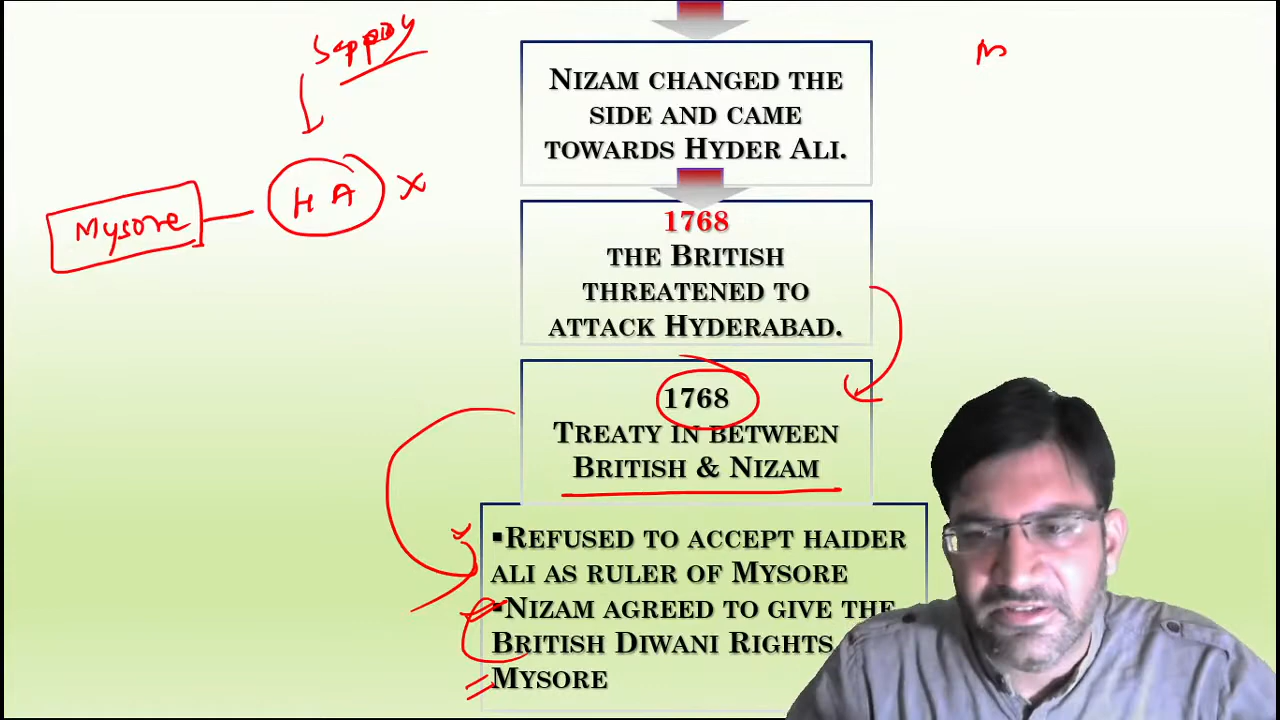 Seppoy
H A X
Mysore
M
NIZAM CHANGED THE
SIDE AND CAME
TOWARDS HYDER ALI.
1768
THE BRITISH
THREATENED TO
ATTACK HYDERABAD.
1768
TREATY IN BETWEEN
BRITISH & NIZAM
▪REFUSED TO ACCEPT HAIDER
ALI AS RULER OF MYSORE
▪NIZAM AGREED TO GIVE THE
BRITISH DIWANI RIGHTS
MYSORE